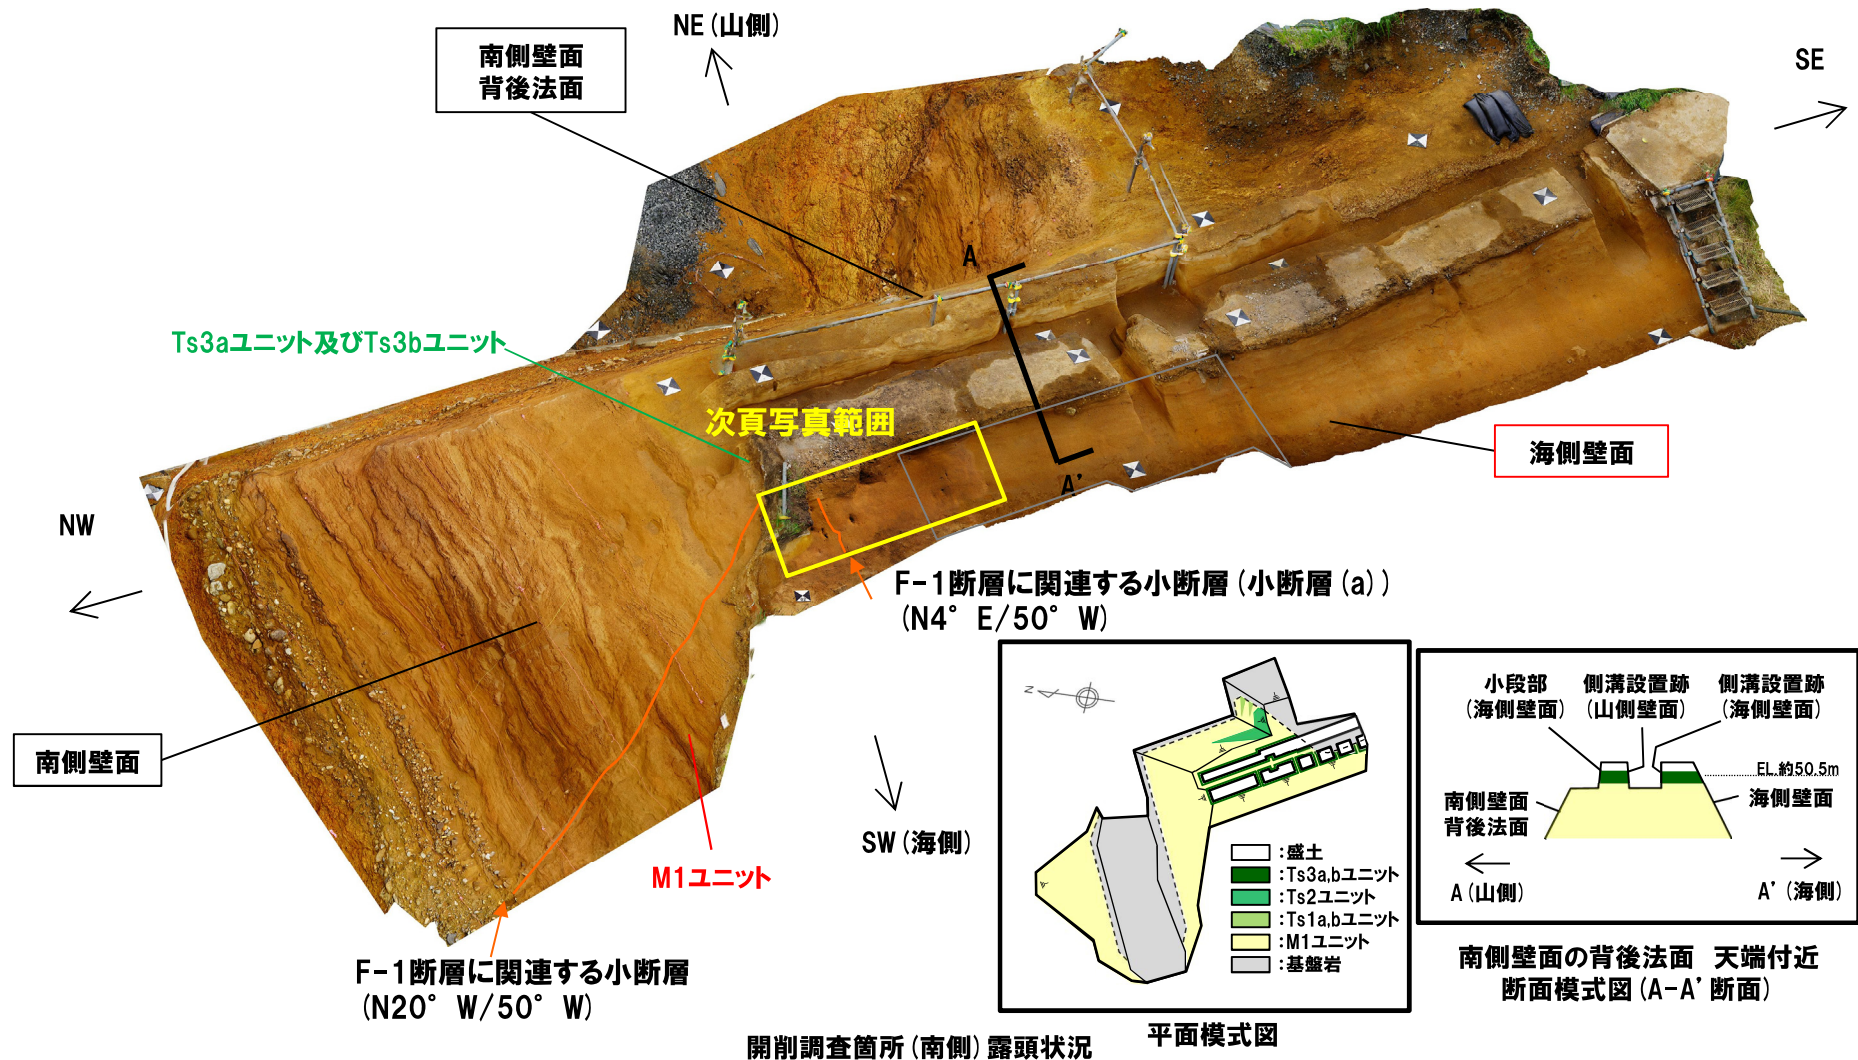 NE(山側)
SE
南側壁面
背後法面
A
Ts3aユニット及びTs3bユニット
次頁写真範囲
海側壁面
A'
NW
F-1断層に関連する小断層(小断層(a))
(N4°E/50°W)
南側壁面
SW(海側)
M1ユニット
F-1断層に関連する小断層
(N20°W/50°W)
N
:盛土
:Ts3a,bユニット
:Ts2ユニット
:Ts1a,bユニット
:M1ユニット
:基盤岩
平面模式図
小段部
(海側壁面)
側溝設置跡
(山側壁面)
側溝設置跡
(海側壁面)
EL.約50.5m
南側壁面
背後法面
海側壁面
A(山側)
A'(海側)
南側壁面の背後法面 天端付近
断面模式図(A-A'断面)
開削調査箇所(南側)露頭状況